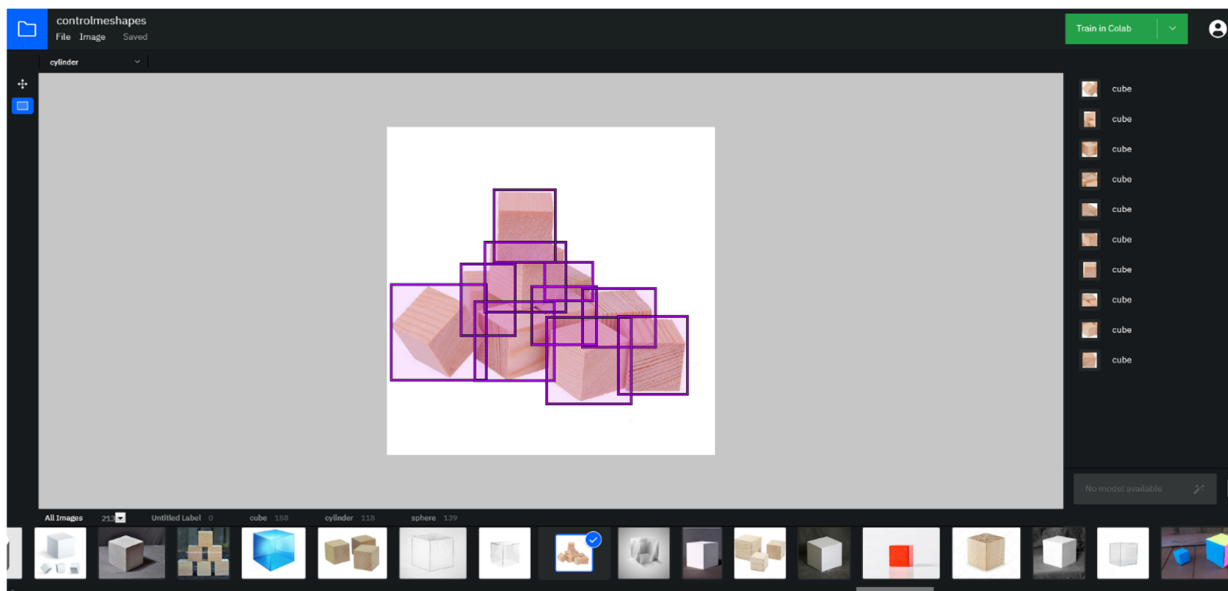 controlmeshapes
File Image Saved
Train in Colab
cylinder
cube
cube
cube
cube
cube
cube
cube
cube
cube
cube
No model available
All Images 213 Untitled Label 0 cube 188 cylinder 118 sphere 139